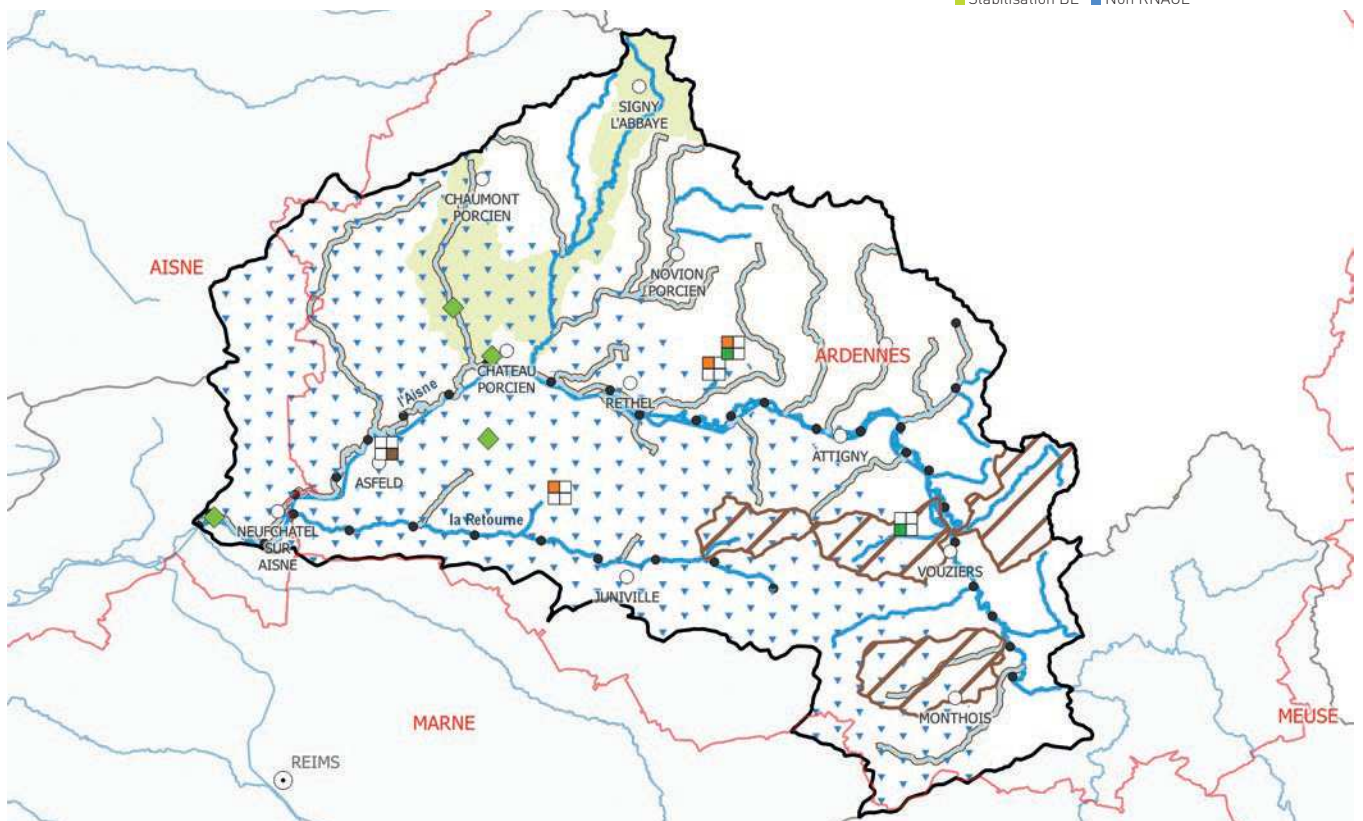 Stabilisation BE Non RNAOE
SIGNY
L'ABBAYE
CHAUMONT
PORCIEN
AISNE
NOVION
PORCIEN
ARDENNES
CHATEAU
PORCIEN
l'Aisne
RETHEL
ATTIGNY
ASFELD
la Retourne
NEUFCHATEL
SUR
AISNE
VOUZIERS
JUNIVILLE
MONTHOIS
MARNE
MEUSE
REIMS